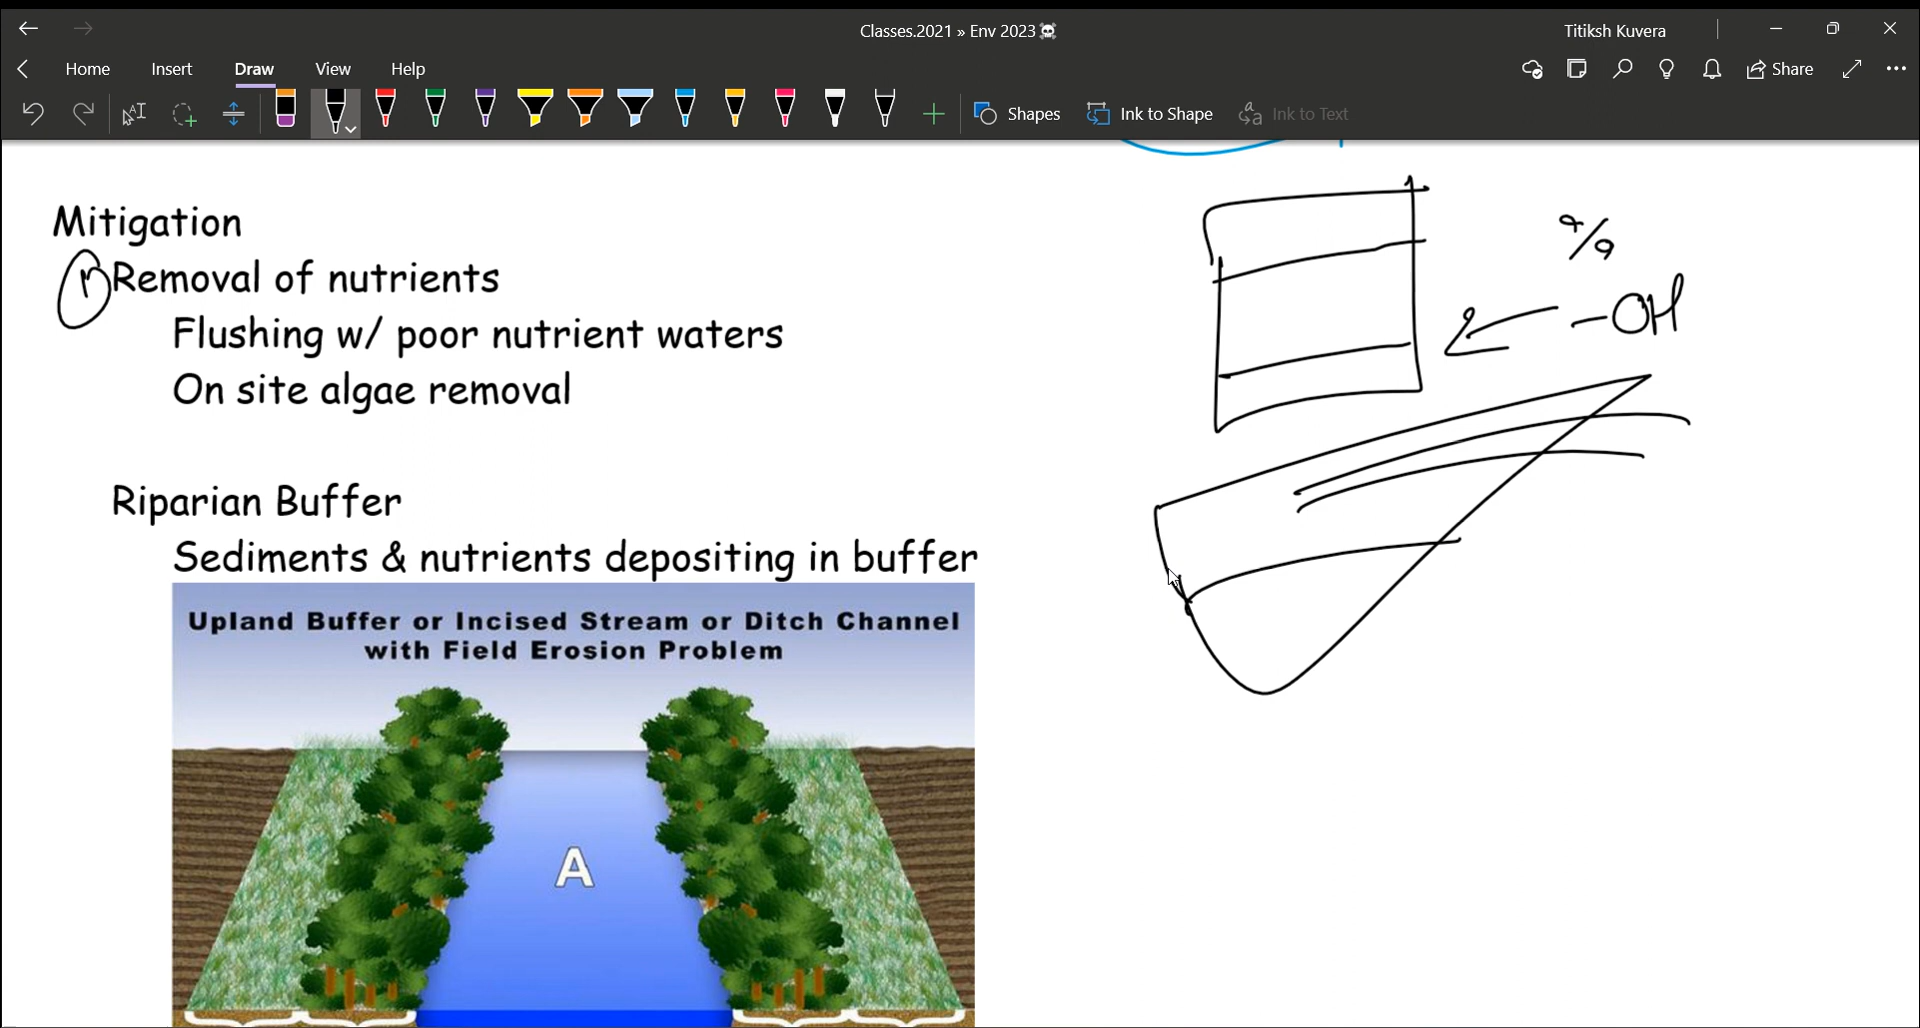 Classes.2021 » Env 2023☠
Titiksh Kuvera
Home Insert Draw View Help
Share
Shapes Ink to Shape Ink to Text
Mitigation
Removal of nutrients
Flushing w/ poor nutrient waters
On site algae removal
-OH
Riparian Buffer
Sediments & nutrients depositing in buffer
Upland Buffer or Incised Stream or Ditch Channel
with Field Erosion Problem
A